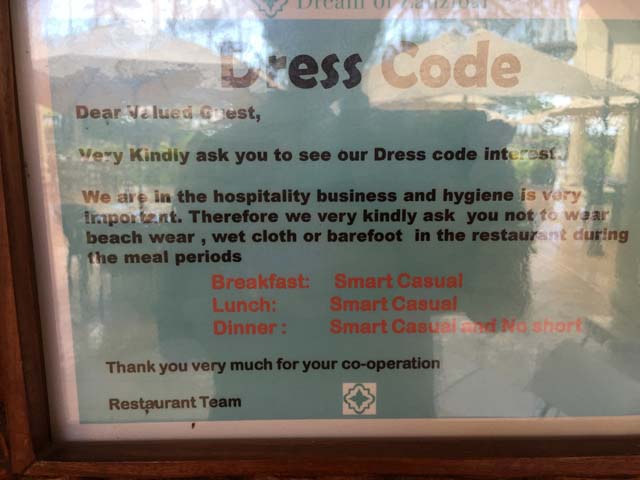 Dream of Zanzibar
Dress Code
Dear Valued Guest,
Very Kindly ask you to see our Dress code interest.
We are in the hospitality business and hygiene is very
important. Therefore we very kindly ask you not to wear
beach wear , wet cloth or barefoot in the restaurant during
the meal periods
Breakfast: Smart Casual
Lunch: Smart Casual
Dinner : Smart Casual and No short
Thank you very much for your co-operation
Restaurant Team